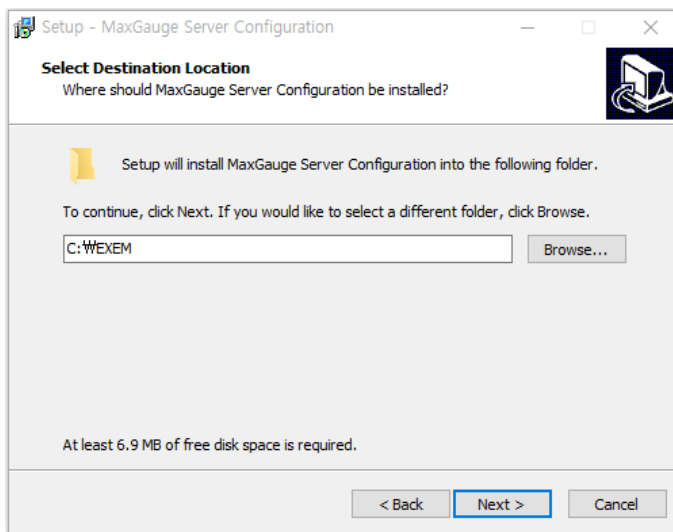 Setup - MaxGauge Server Configuration
Select Destination Location
Where should MaxGauge Server Configuration be installed?
Setup will install MaxGauge Server Configuration into the following folder.
To continue, click Next. If you would like to select a different folder, click Browse.
C:₩EXEM
Browse...
At least 6.9 MB of free disk space is required.
< Back
Next >
Cancel